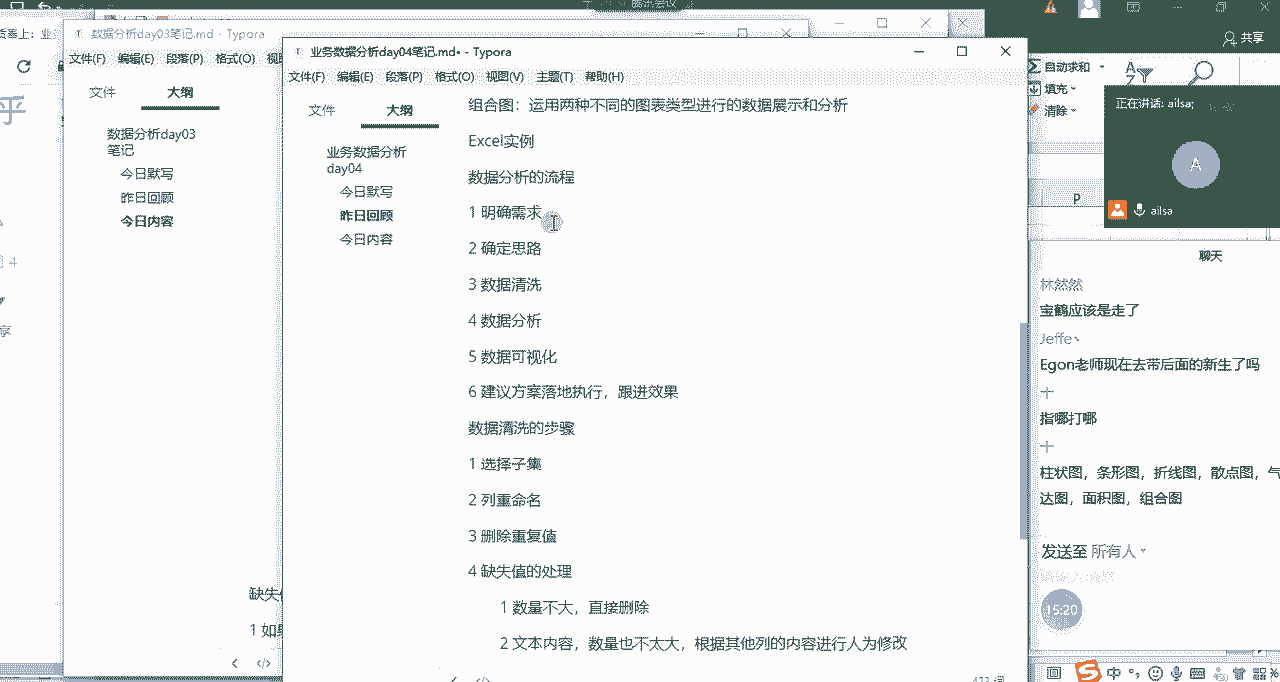 腾讯会议
数据分析day03笔记.md - Typora
文件(F) 编辑(E) 段落(P) 格式(O)
文件 大纲
数据分析day03
笔记
今日默写
昨日回顾
今日内容
缺失
1 如
业务数据分析day04笔记.md• - Typora
文件(F) 编辑(E) 段落(P) 格式(O) 视图(V) 主题(T) 帮助(H)
文件 大纲
业务数据分析
day04
今日默写
昨日回顾
今日内容
组合图：运用两种不同的图表类型进行的数据展示和分析
Excel实例
数据分析的流程
1 明确需求
2 确定思路
3 数据清洗
4 数据分析
5 数据可视化
6 建议方案落地执行，跟进效果
数据清洗的步骤
1 选择子集
2 列重命名
3 删除重复值
4 缺失值的处理
1 数量不大，直接删除
2 文本内容，数量也不太大，根据其他列的内容进行人为修改
共享
自动求和
填充
清除
正在讲话: ailsa;
A
ailsa
P
聊天
林然然
宝鹤应该是走了
Jeffe
Egon老师现在去带后面的新生了吗
十
指哪打哪
十
柱状图，条形图，折线图，散点图，气
达图，面积图，组合图
发送至 所有人
15:20
中